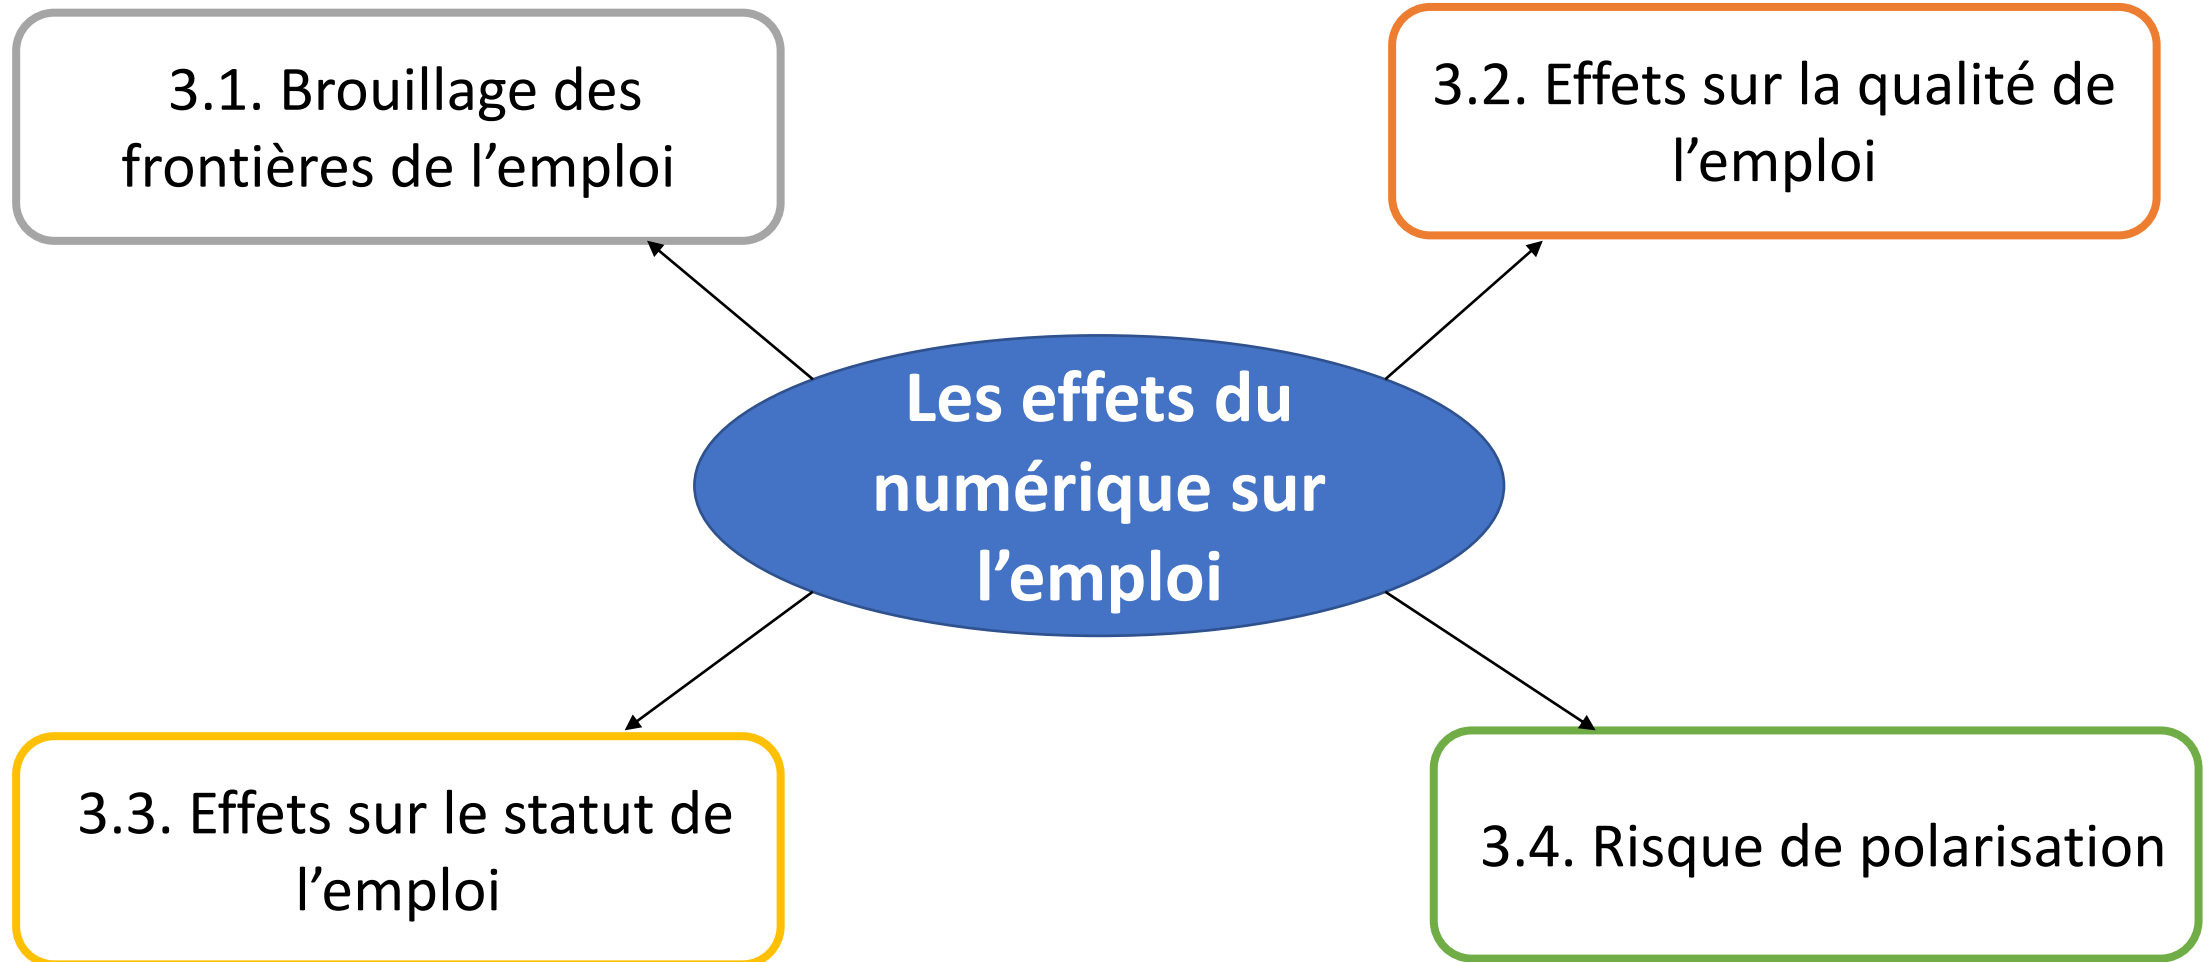 3.1. Brouillage des
frontières de l’emploi
3.2. Effets sur la qualité de
l’emploi
Les effets du
numérique sur
l’emploi
3.3. Effets sur le statut de
l’emploi
3.4. Risque de polarisation